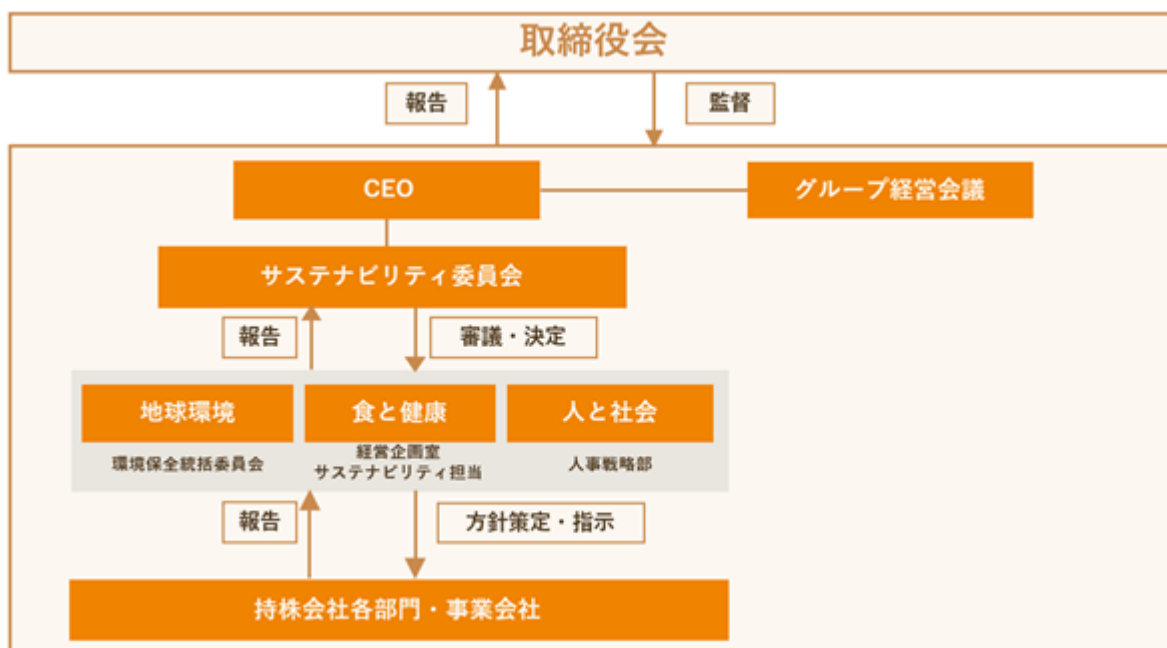 取締役会
報告
監督
CEO
グループ経営会議
サステナビリティ委員会
報告
審議・決定
地球環境
食と健康
人と社会
環境保全統括委員会
経営企画室
サステナビリティ担当
人事戦略部
報告
方針策定・指示
持株会社各部門・事業会社